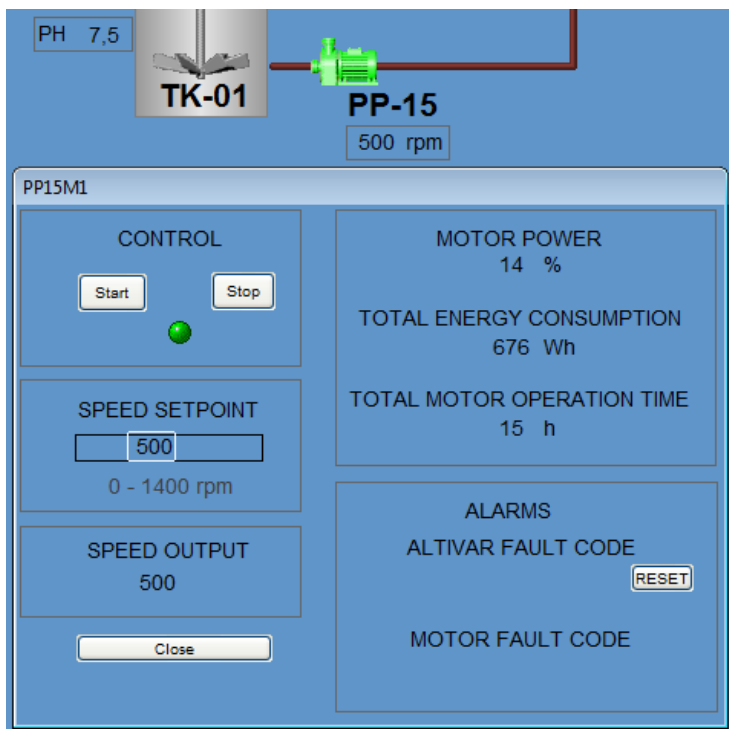 PH 7,5
TK-01
PP-15
500 rpm
PP15M1
CONTROL
Start Stop
SPEED SETPOINT
500
0 - 1400 rpm
SPEED OUTPUT
500
Close
MOTOR POWER
14 %
TOTAL ENERGY CONSUMPTION
676 Wh
TOTAL MOTOR OPERATION TIME
15 h
ALARMS
ALTIVAR FAULT CODE
RESET
MOTOR FAULT CODE